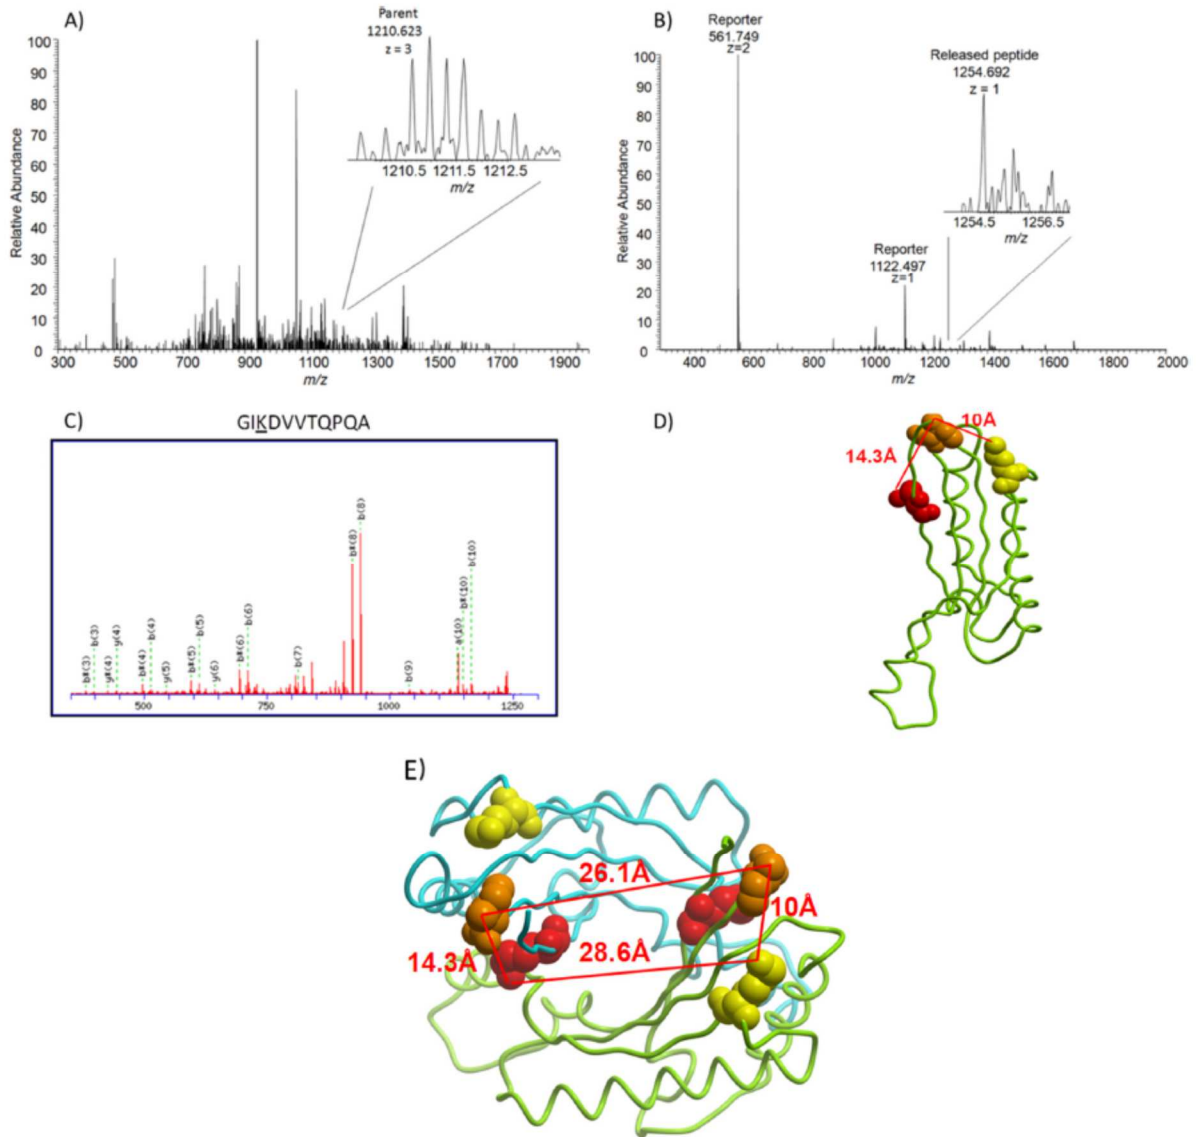 A)
Parent
1210.623
z = 3
100
90
80
70
60
50
40
30
20
10
0
Relative Abundance
1210.5 1211.5 1212.5
m/z
300 500 700 900 1100 1300 1500 1700 1900
m/z
B)
Reporter
561.749
z=2
Released peptide
1254.692
z = 1
100
90
80
70
60
50
40
30
20
10
0
Relative Abundance
1254.5 1256.5
m/z
Reporter
1122.497
z=1
400 600 800 1000 1200 1400 1600 1800 2000
m/z
C)
GIKDVVTQPQA
b*(3)
b(3)
y*(4)
y(4)
b*(4)
b(4)
y(5)
b*(5)
b(5)
y(6)
b*(6)
b(6)
b(7)
b*(8)
b(8)
b(9)
a(10)
b*(10)
b(10)
500 750 1000 1250
D)
10Å
14.3Å
E)
26.1Å
10Å
28.6Å
14.3Å